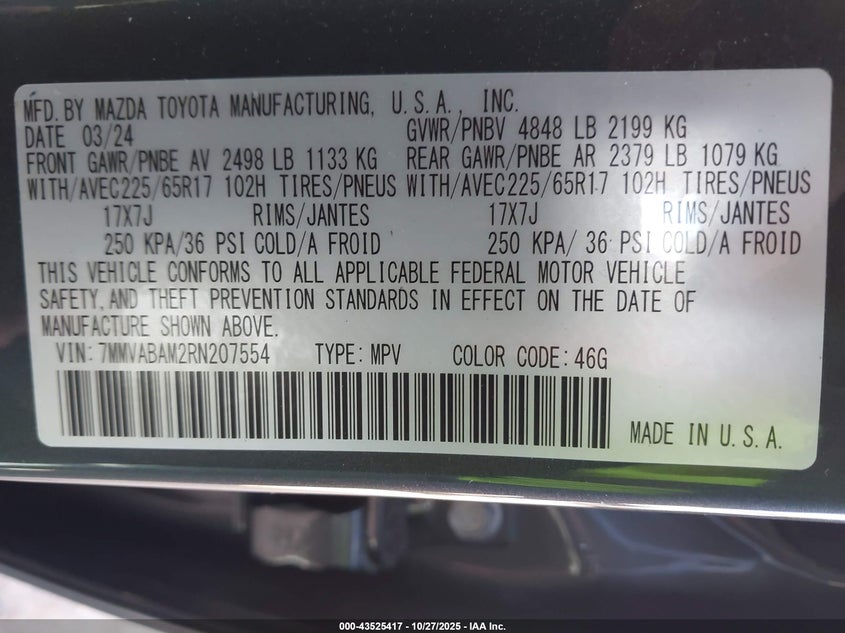 MFD. BY MAZDA TOYOTA MANUFACTURING, U.S.A., INC.
DATE 03/24 GVWR/PNBV 4848 LB 2199 KG
FRONT GAWR/PNBE AV 2498 LB 1133 KG REAR GAWR/PNBE AR 2379 LB 1079 KG
WITH/AVEC225/65R17 102H TIRES/PNEUS WITH/AVEC225/65R17 102H TIRES/PNEUS
17X7J RIMS/JANTES 17X7J RIMS/JANTES
250 KPA/36 PSI COLD/A FROID 250 KPA/ 36 PSI COLD/A FROID
THIS VEHICLE CONFORMS TO ALL APPLICABLE FEDERAL MOTOR VEHICLE
SAFETY, AND THEFT PREVENTION STANDARDS IN EFFECT ON THE DATE OF
MANUFACTURE SHOWN ABOVE.
VIN: 7MMVABAM2RN207554 TYPE: MPV COLOR CODE: 46G
MADE IN U.S.A.
000-43525417 - 10/27/2025 - IAA Inc.